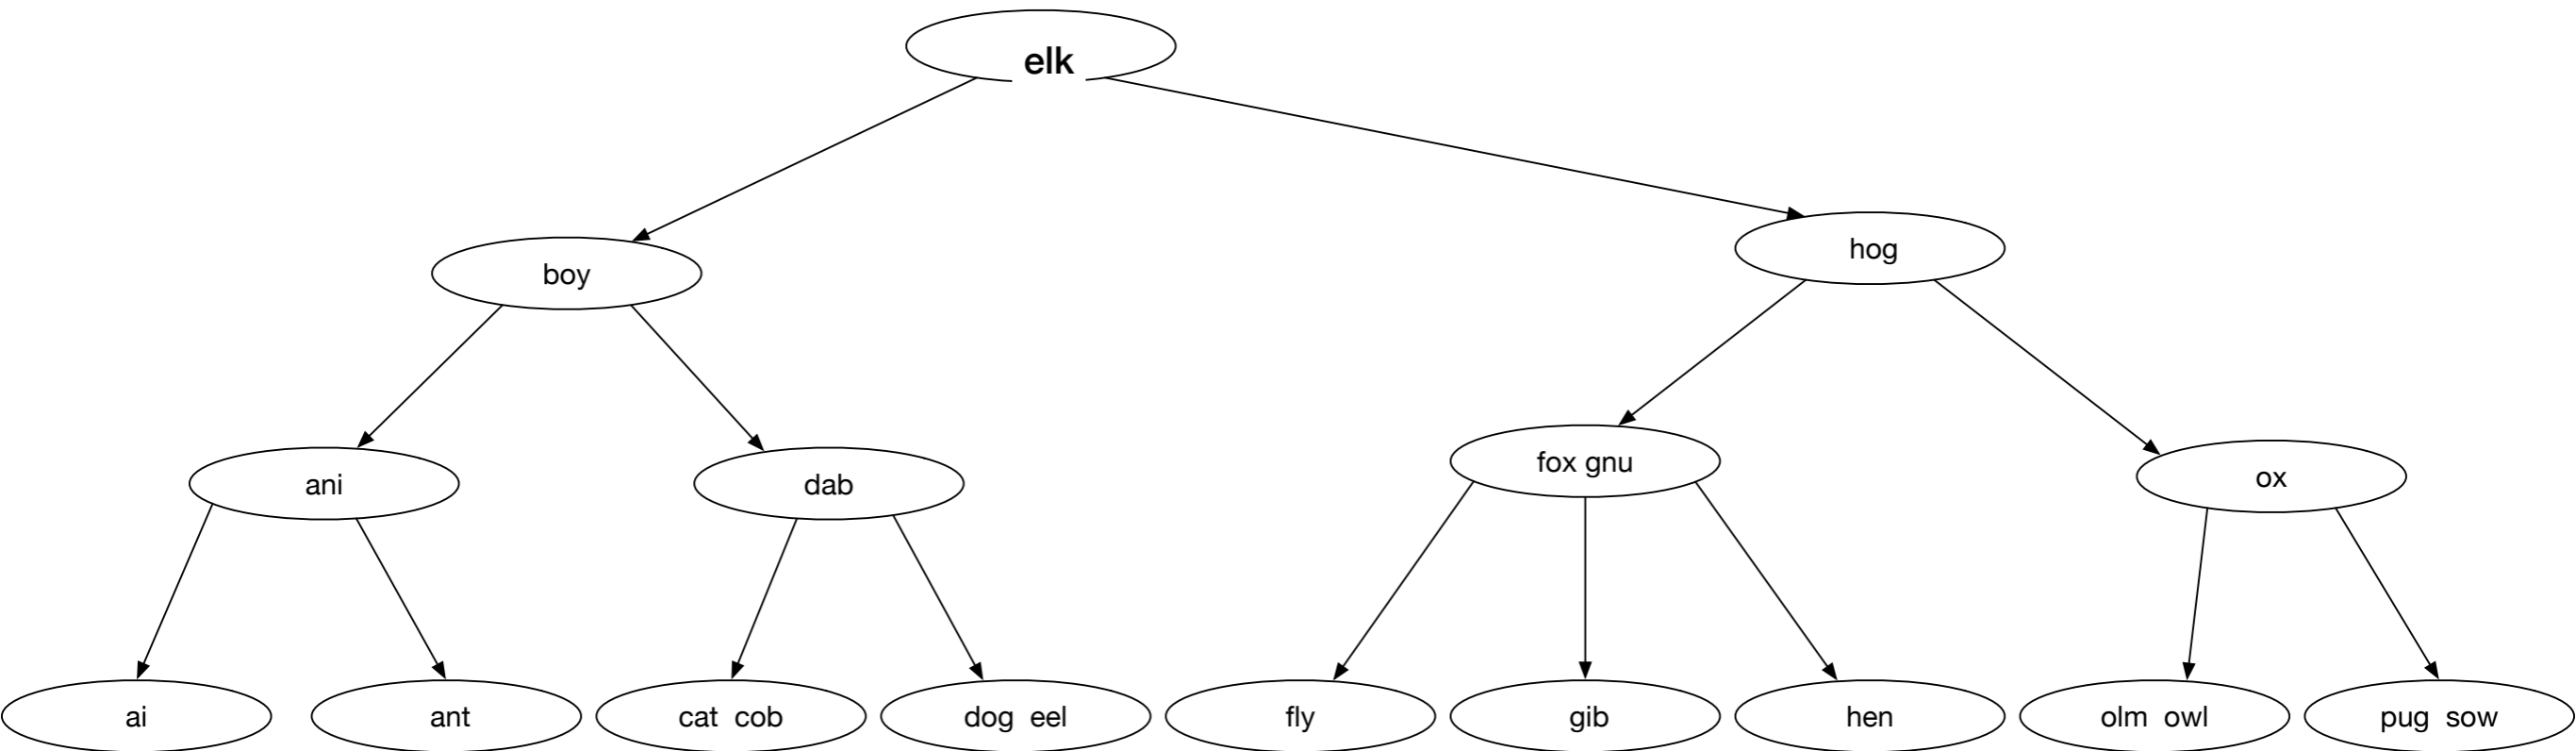 elk
boy
hog
ani
dab
fox gnu
ox
ai
ant
cat cob
dog eel
fly
gib
hen
olm owl
pug sow